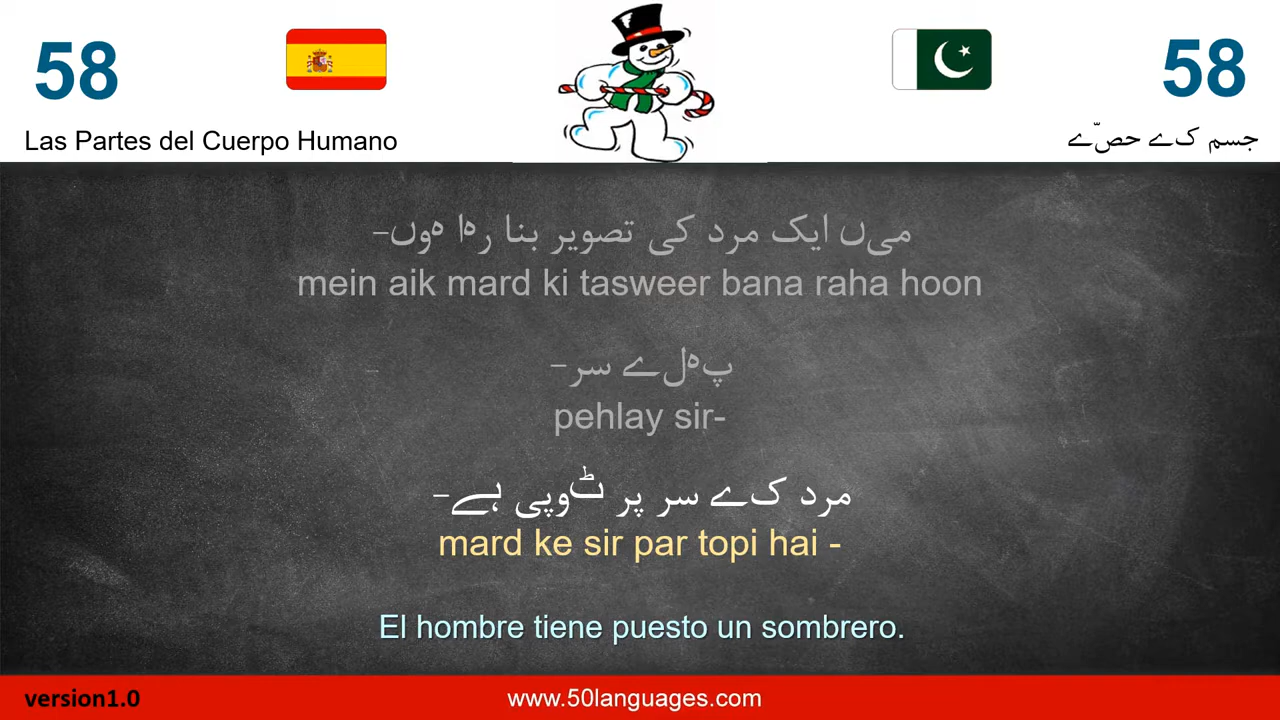 58
58
Las Partes del Cuerpo Humano
جسم کے حصّے
میں ایک مرد کی تصویر بنا رہا ہوں-
mein aik mard ki tasweer bana raha hoon
پہلے سر-
pehlay sir-
مرد کے سر پر ٹوپی ہے-
mard ke sir par topi hai -
El hombre tiene puesto un sombrero.
version1.0
www.50languages.com